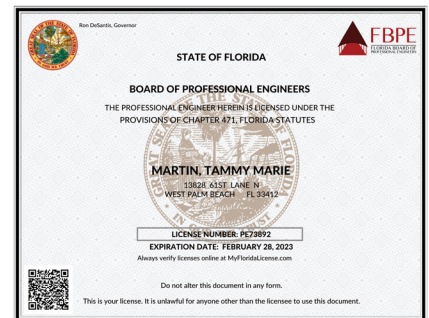 Ron DeSantis, Governor
FBPE
FLORIDA BOARD OF
PROFESSIONAL ENGINEERS
STATE OF FLORIDA
BOARD OF PROFESSIONAL ENGINEERS
THE PROFESSIONAL ENGINEER HEREIN IS LICENSED UNDER THE
PROVISIONS OF CHAPTER 471, FLORIDA STATUTES
MARTIN, TAMMY MARIE
13828 61ST LANE N
WEST PALM BEACH FL 33412
LICENSE NUMBER: PE73892
EXPIRATION DATE: FEBRUARY 28, 2023
Always verify licenses online at MyFloridaLicense.com
Do not alter this document in any form.
This is your license. It is unlawful for anyone other than the licensee to use this document.